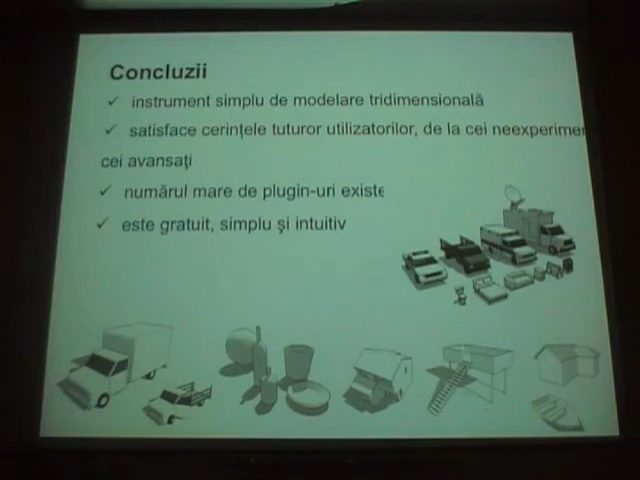 Concluzii
✓ instrument simplu de modelare tridimensională
✓ satisface cerinţele tuturor utilizatorilor, de la cei neexperimen
cei avansaţi
✓ numărul mare de plugin-uri existe
✓ este gratuit, simplu şi intuitiv